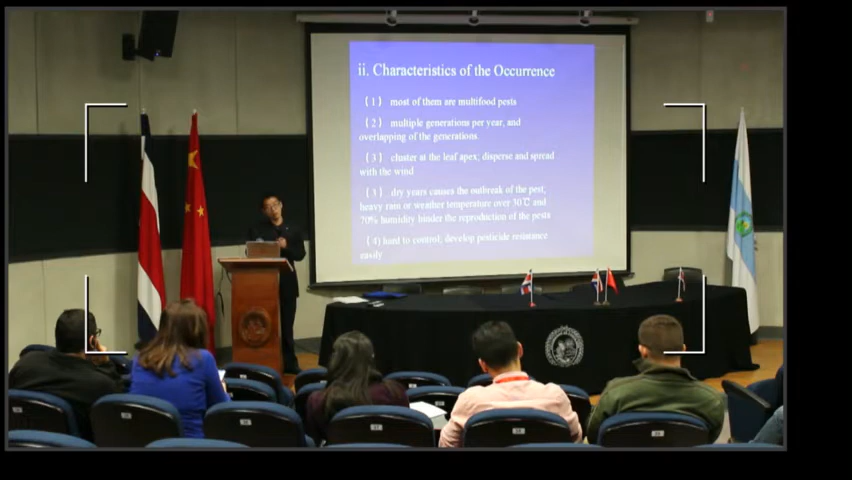 ii. Characteristics of the Occurrence
(1) most of them are multifood pests
(2) multiple generations per year, and
overlapping of the generations.
(3) cluster at the leaf apex; disperse and spread
with the wind
(3) dry years causes the outbreak of the pest;
heavy rain or weather temperature over 30℃ and
70% humidity hinder the reproduction of the pests
(4) hard to control; develop pesticide resistance
easily